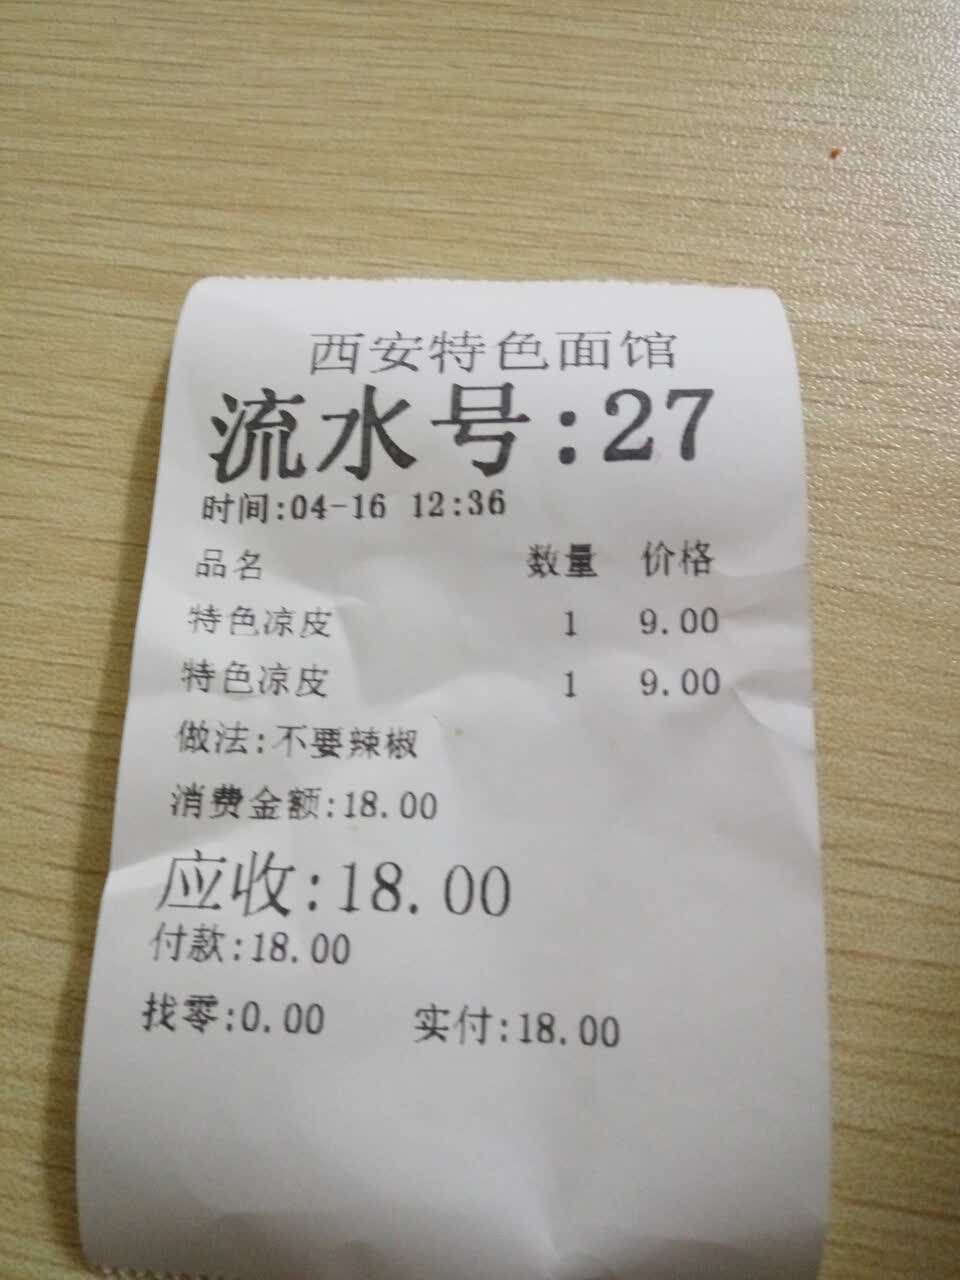 西安特色面馆
流水号:27
时间:04-16 12:36
品名 数量 价格
特色凉皮 1 9.00
特色凉皮 1 9.00
做法:不要辣椒
消费金额:18.00
应收:18.00
付款:18.00
找零:0.00 实付:18.00